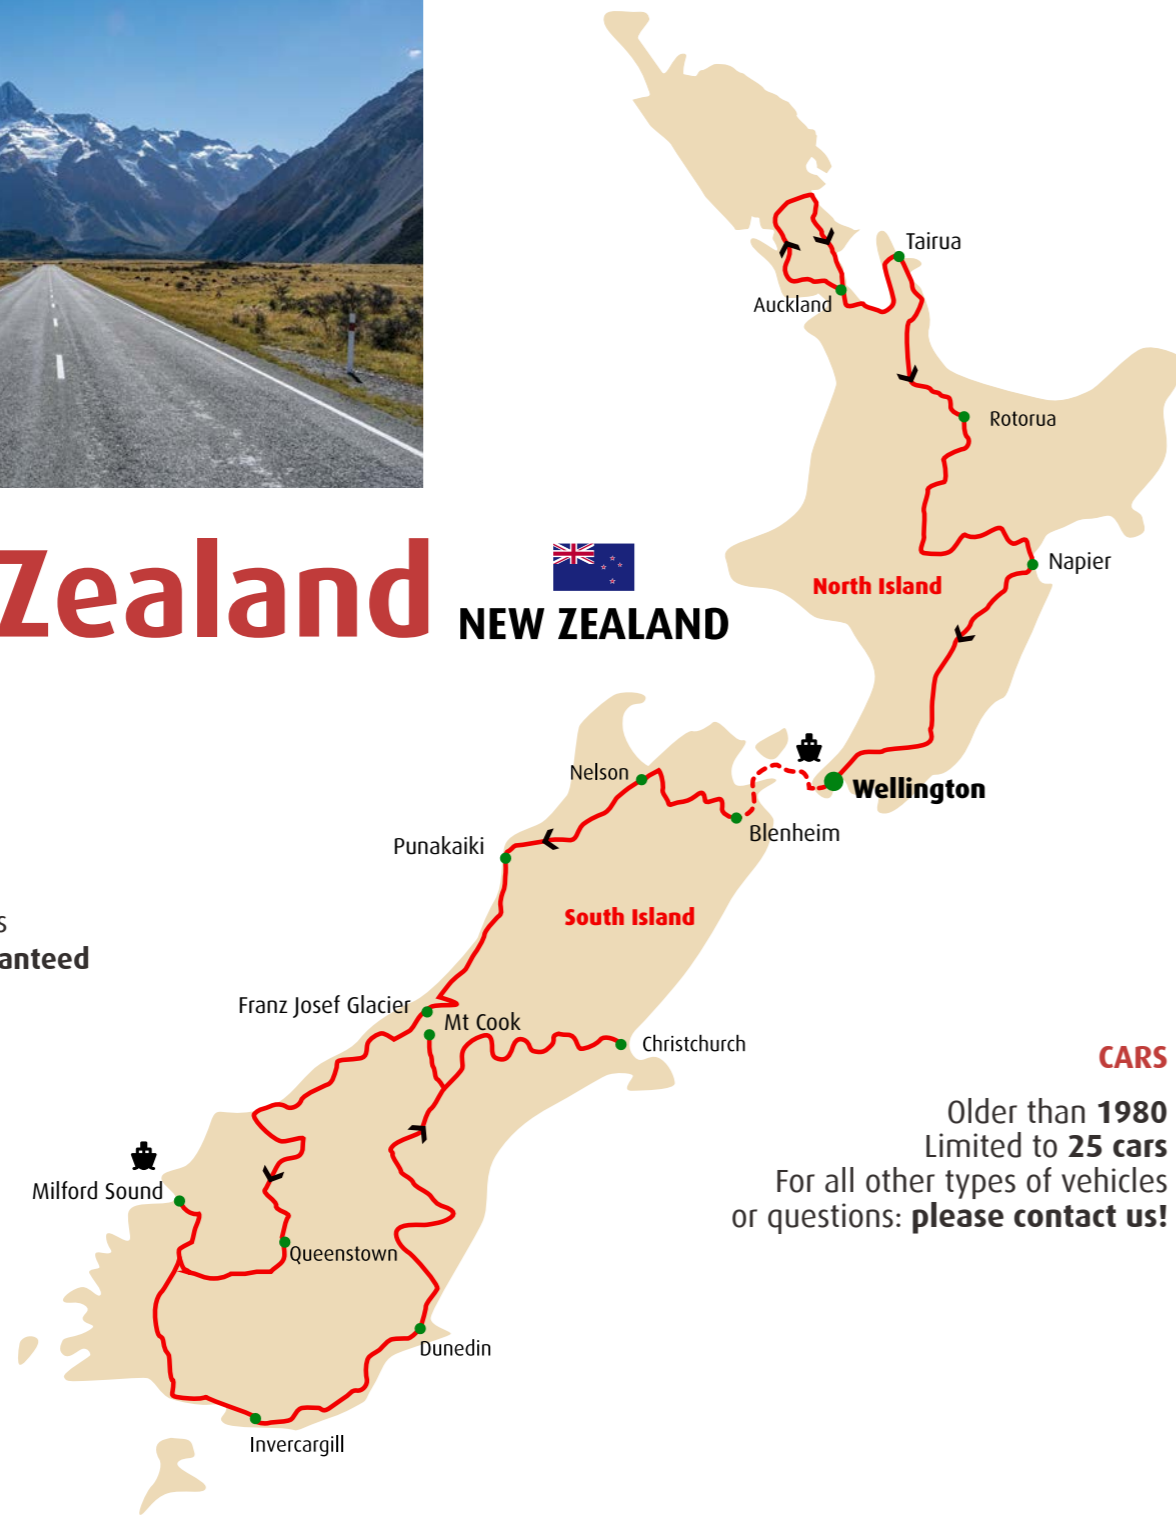 Tairua
Auckland
Rotorua
Napier
North Island
Zealand
NEW ZEALAND
Nelson
Wellington
Blenheim
Punakaiki
South Island
anteed
Franz Josef Glacier
Mt Cook
Christchurch
CARS
Older than 1980
Limited to 25 cars
For all other types of vehicles
or questions: please contact us!
Milford Sound
Queenstown
Dunedin
Invercargill